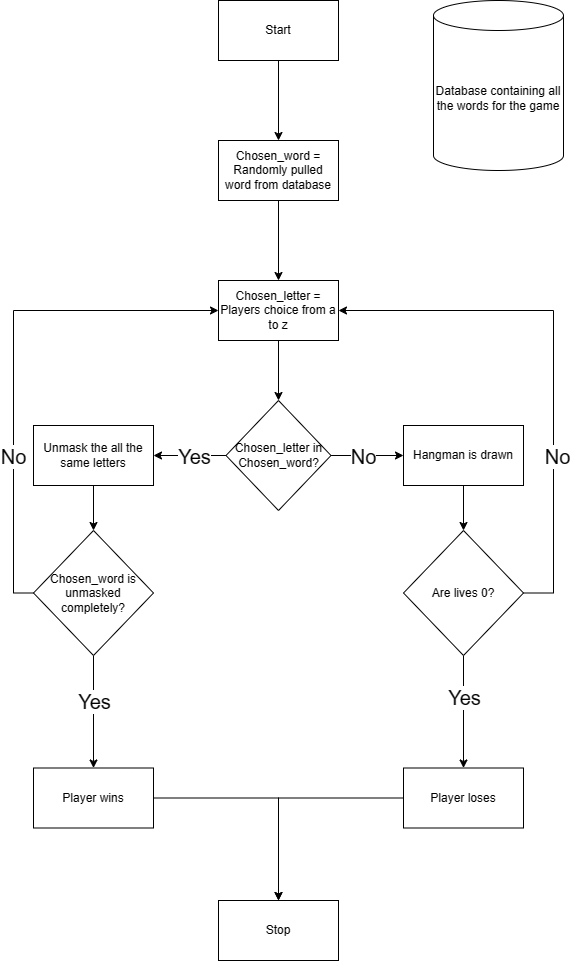 Start
Database containing all
the words for the game
Chosen_word =
Randomly pulled
word from database
Chosen_letter =
Players choice from a
to z
Unmask the all the
same letters
Yes
Chosen_letter in
Chosen_word?
No
Hangman is drawn
No
No
Chosen_word is
unmasked
completely?
Are lives 0?
Yes
Yes
Player wins
Player loses
Stop